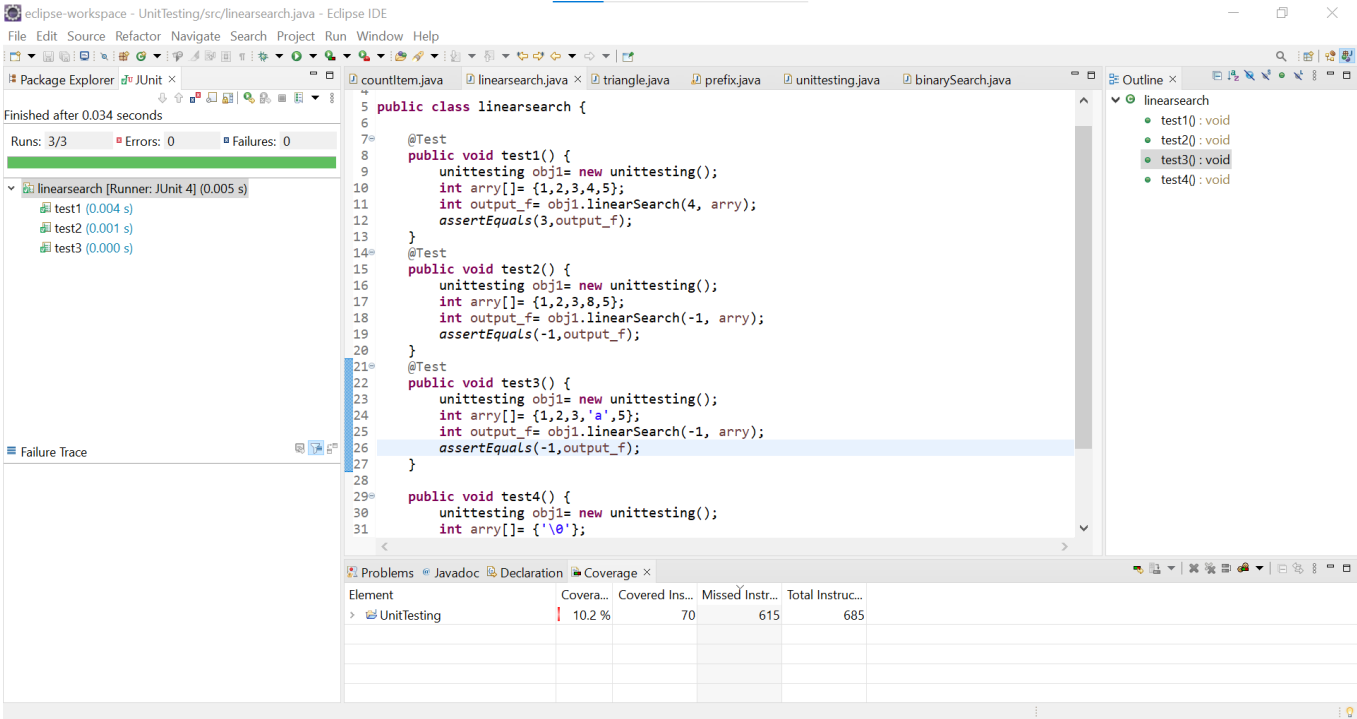 eclipse-workspace - UnitTesting/src/linearsearch.java - Eclipse IDE
File Edit Source Refactor Navigate Search Project Run Window Help
Package Explorer JUnit
Finished after 0.034 seconds
Runs: 3/3 Errors: 0 Failures: 0
linearsearch [Runner: JUnit 4] (0.005 s)
test1 (0.004 s)
test2 (0.001 s)
test3 (0.000 s)
Failure Trace
countItem.java linearsearch.java triangle.java prefix.java unittesting.java binarySearch.java
4
5 public class linearsearch {
6
7 @Test
8 public void test1() {
9 unittesting obj1= new unittesting();
10 int arry[]= {1,2,3,4,5};
11 int output_f= obj1.linearSearch(4, arry);
12 assertEquals(3,output_f);
13 }
14 @Test
15 public void test2() {
16 unittesting obj1= new unittesting();
17 int arry[]= {1,2,3,8,5};
18 int output_f= obj1.linearSearch(-1, arry);
19 assertEquals(-1,output_f);
20 }
21 @Test
22 public void test3() {
23 unittesting obj1= new unittesting();
24 int arry[]= {1,2,3,'a',5};
25 int output_f= obj1.linearSearch(-1, arry);
26 assertEquals(-1,output_f);
27 }
28
29 public void test4() {
30 unittesting obj1= new unittesting();
31 int arry[]= {'\0'};
Outline
linearsearch
test1() : void
test2() : void
test3() : void
test4() : void
Problems Javadoc Declaration Coverage
Element Covera... Covered Ins... Missed Instr... Total Instruc...
UnitTesting 10.2 % 70 615 685